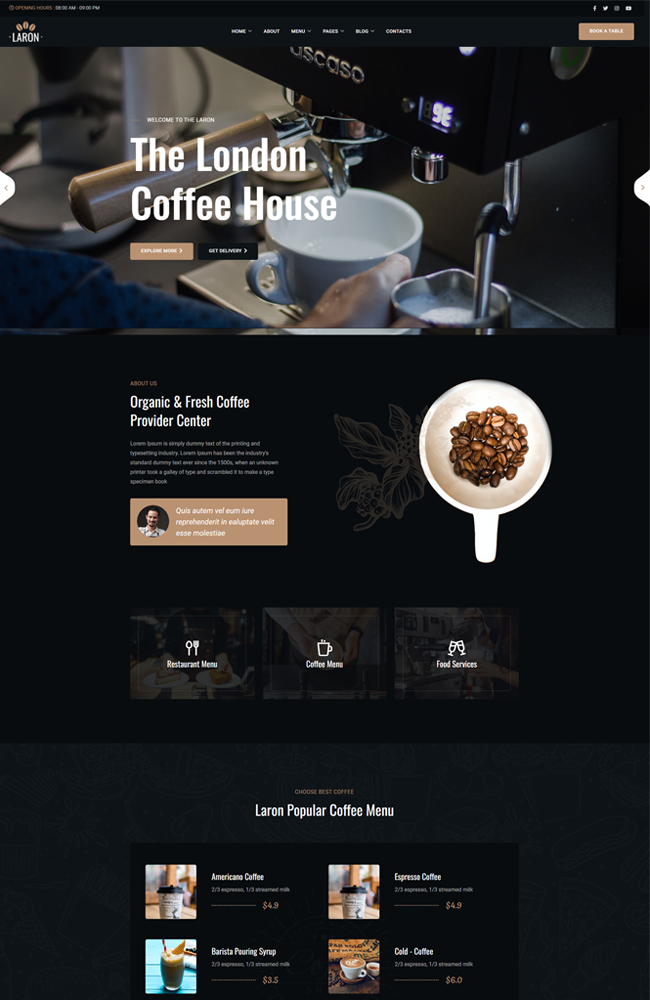 OPENING HOURS : 08:00 AM - 09:00 PM
LARON
HOME
ABOUT
MENU
PAGES
BLOG
CONTACTS
BOOK A TABLE
ascaso
WELCOME TO THE LARON
The London
Coffee House
EXPLORE MORE
GET DELIVERY
ABOUT US
Organic & Fresh Coffee
Provider Center
Lorem Ipsum is simply dummy text of the printing and
typesetting industry. Lorem Ipsum has been the industry's
standard dummy text ever since the 1500s, when an unknown
printer took a galley of type and scrambled it to make a type
specimen book
Quis autem vel eum iure
reprehenderit in ealuptate velit
esse molestiae
Restaurant Menu
Coffee Menu
Food Services
CHOOSE BEST COFFEE
Laron Popular Coffee Menu
Americano Coffee
2/3 espresso, 1/3 streamed milk
$4.9
Espresso Coffee
2/3 espresso, 1/3 streamed milk
$4.9
Barista Pouring Syrup
2/3 espresso, 1/3 streamed milk
$3.5
Cold - Coffee
2/3 espresso, 1/3 streamed milk
$6.0